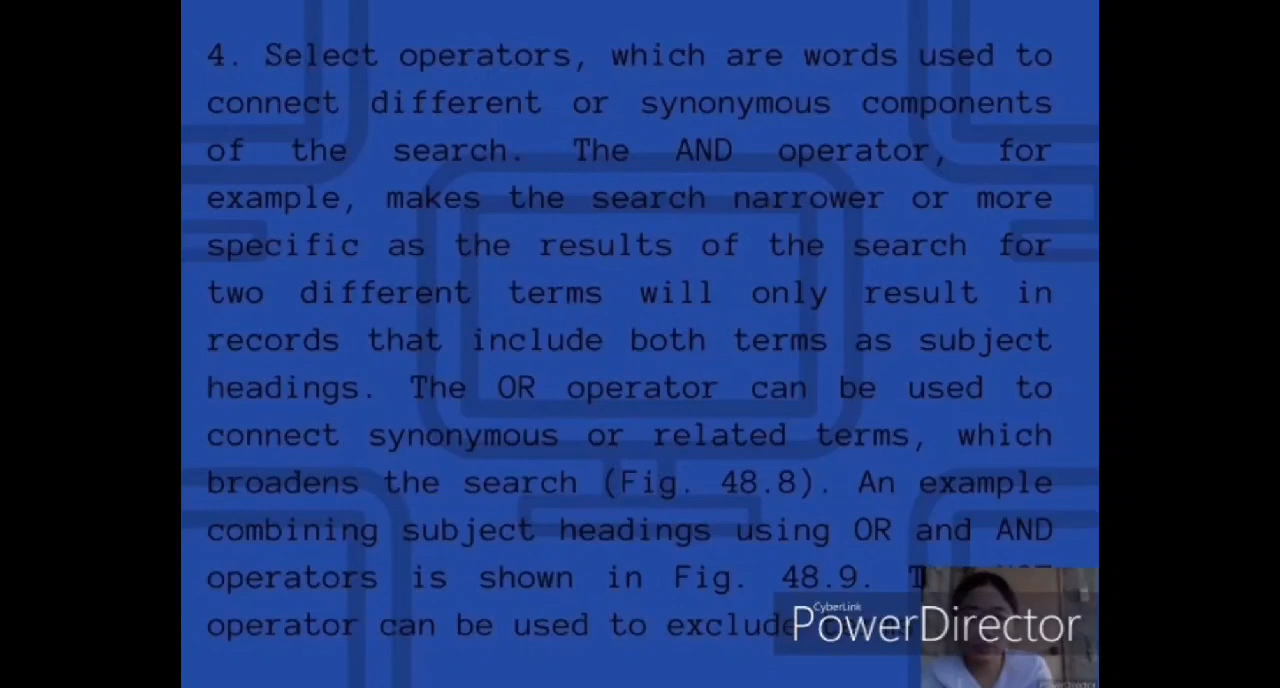 4. Select operators, which are words used to
connect different or synonymous components
of the search. The AND operator, for
example, makes the search narrower or more
specific as the results of the search for
two different terms will only result in
records that include both terms as subject
headings. The OR operator can be used to
connect synonymous or related terms, which
broadens the search (Fig. 48.8). An example
combining subject headings using OR and AND
operators is shown in Fig. 48.9.
operator can be used to exclude
CyberLink
PowerDirector
PowerDirector